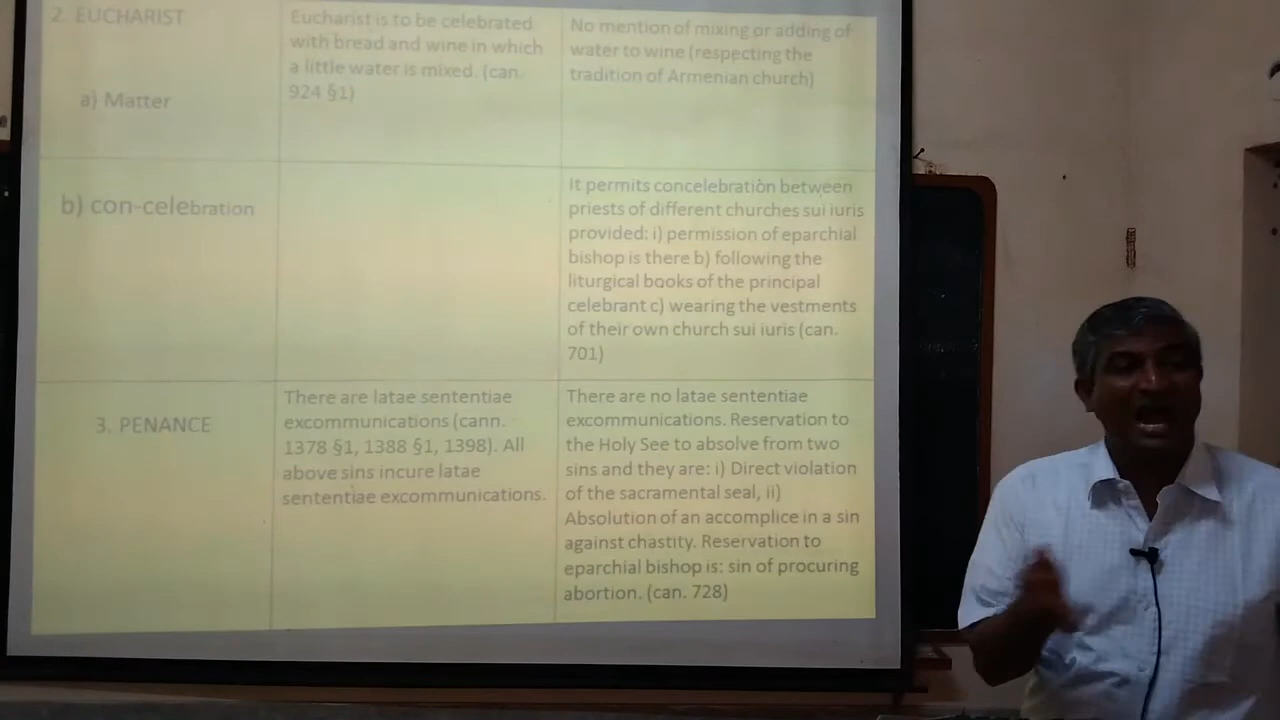 2. EUCHARIST
a) Matter
Eucharist is to be celebrated
with bread and wine in which
a little water is mixed. (can.
924 §1)
No mention of mixing or adding of
water to wine (respecting the
tradition of Armenian church)
b) con-celebration
It permits concelebration between
priests of different churches sui iuris
provided: i) permission of eparchial
bishop is there b) following the
liturgical books of the principal
celebrant c) wearing the vestments
of their own church sui iuris (can.
701)
3. PENANCE
There are latae sententiae
excommunications (cann.
1378 §1, 1388 §1, 1398). All
above sins incure latae
sententiae excommunications.
There are no latae sententiae
excommunications. Reservation to
the Holy See to absolve from two
sins and they are: i) Direct violation
of the sacramental seal, ii)
Absolution of an accomplice in a sin
against chastity. Reservation to
eparchial bishop is: sin of procuring
abortion. (can. 728)